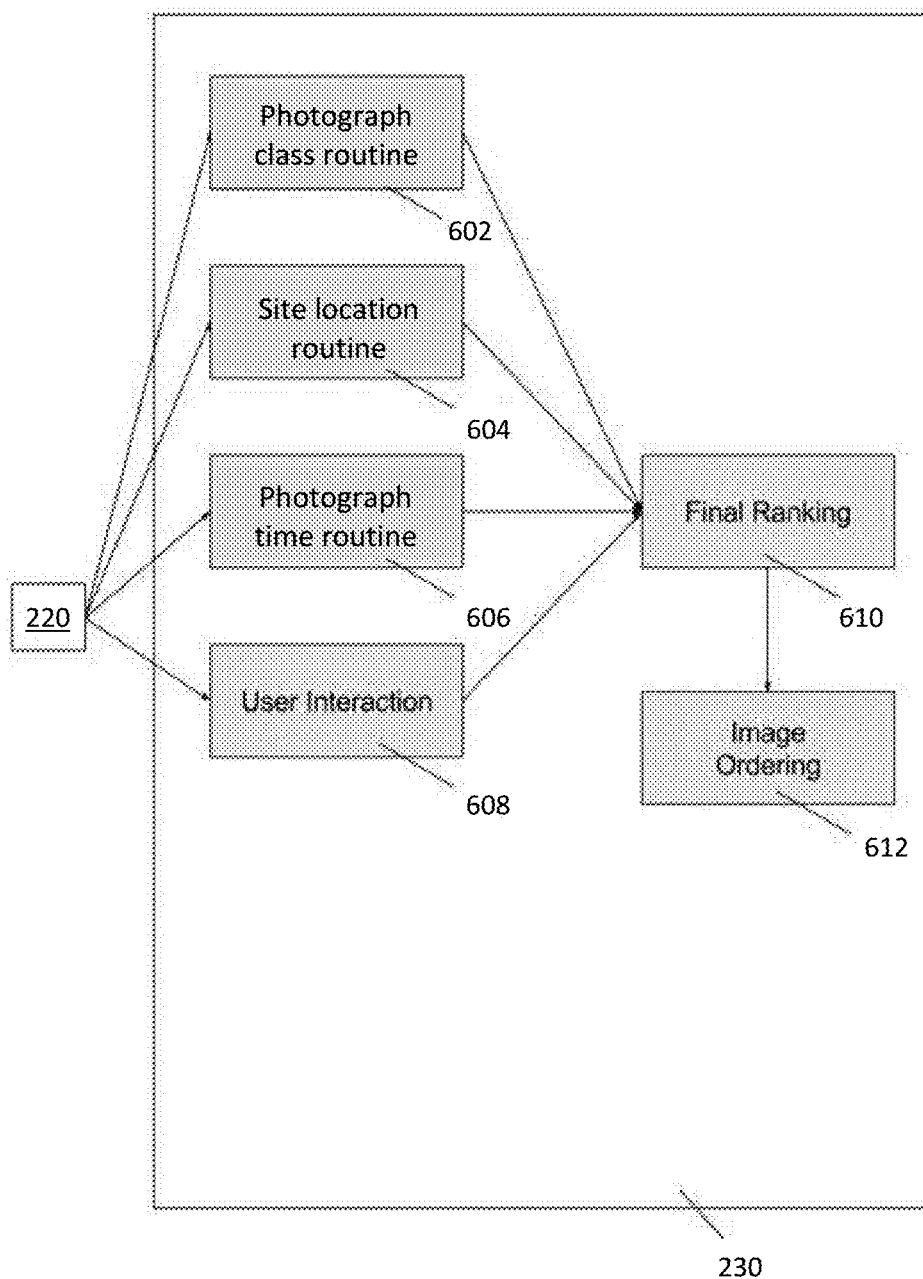 Photograph
class routine
602
Site location
routine
604
Photograph
time routine
606
220
User Interaction
608
Final Ranking
610
Image
Ordering
612
230